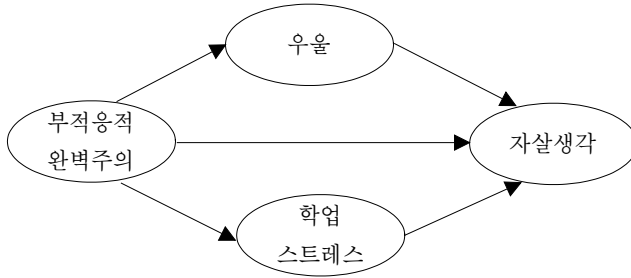 우울
부적응적
완벽주의
자살생각
학업
스트레스